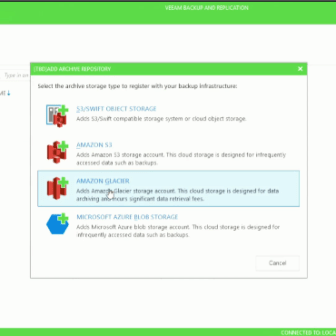 VEEAM BACKUP AND REPLICATION
ARCHIVE REPOSITORY
Select the archive storage type to register with your backup infrastructure:
S3/SWIFT OBJECT STORAGE
Adds S3/Swift compatible storage system or cloud object storage.
AMAZON S3
Adds Amazon S3 storage account. This cloud storage is designed for infrequently
accessed data such as backups.
AMAZON GLACIER
Adds Amazon Glacier storage account. This cloud storage is designed for data
archiving and incurs significant data retrieval fees.
MICROSOFT AZURE BLOB STORAGE
Adds Microsoft Azure blob storage account. This cloud storage is designed for
infrequently accessed data such as backups.
Cancel
Type in
All
CONNECTED TO: LOCA